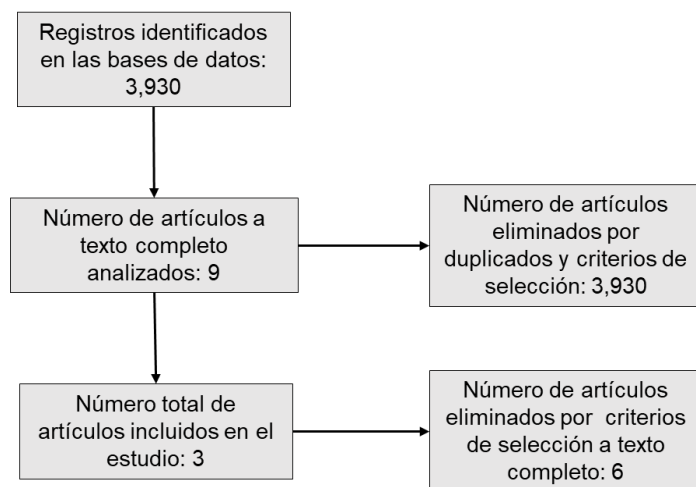 Registros identificados
en las bases de datos:
3,930
Número de artículos a
texto completo
analizados: 9
Número de artículos
eliminados por
duplicados y criterios de
selección: 3,930
Número total de
artículos incluidos en el
estudio: 3
Número de artículos
eliminados por criterios
de selección a texto
completo: 6